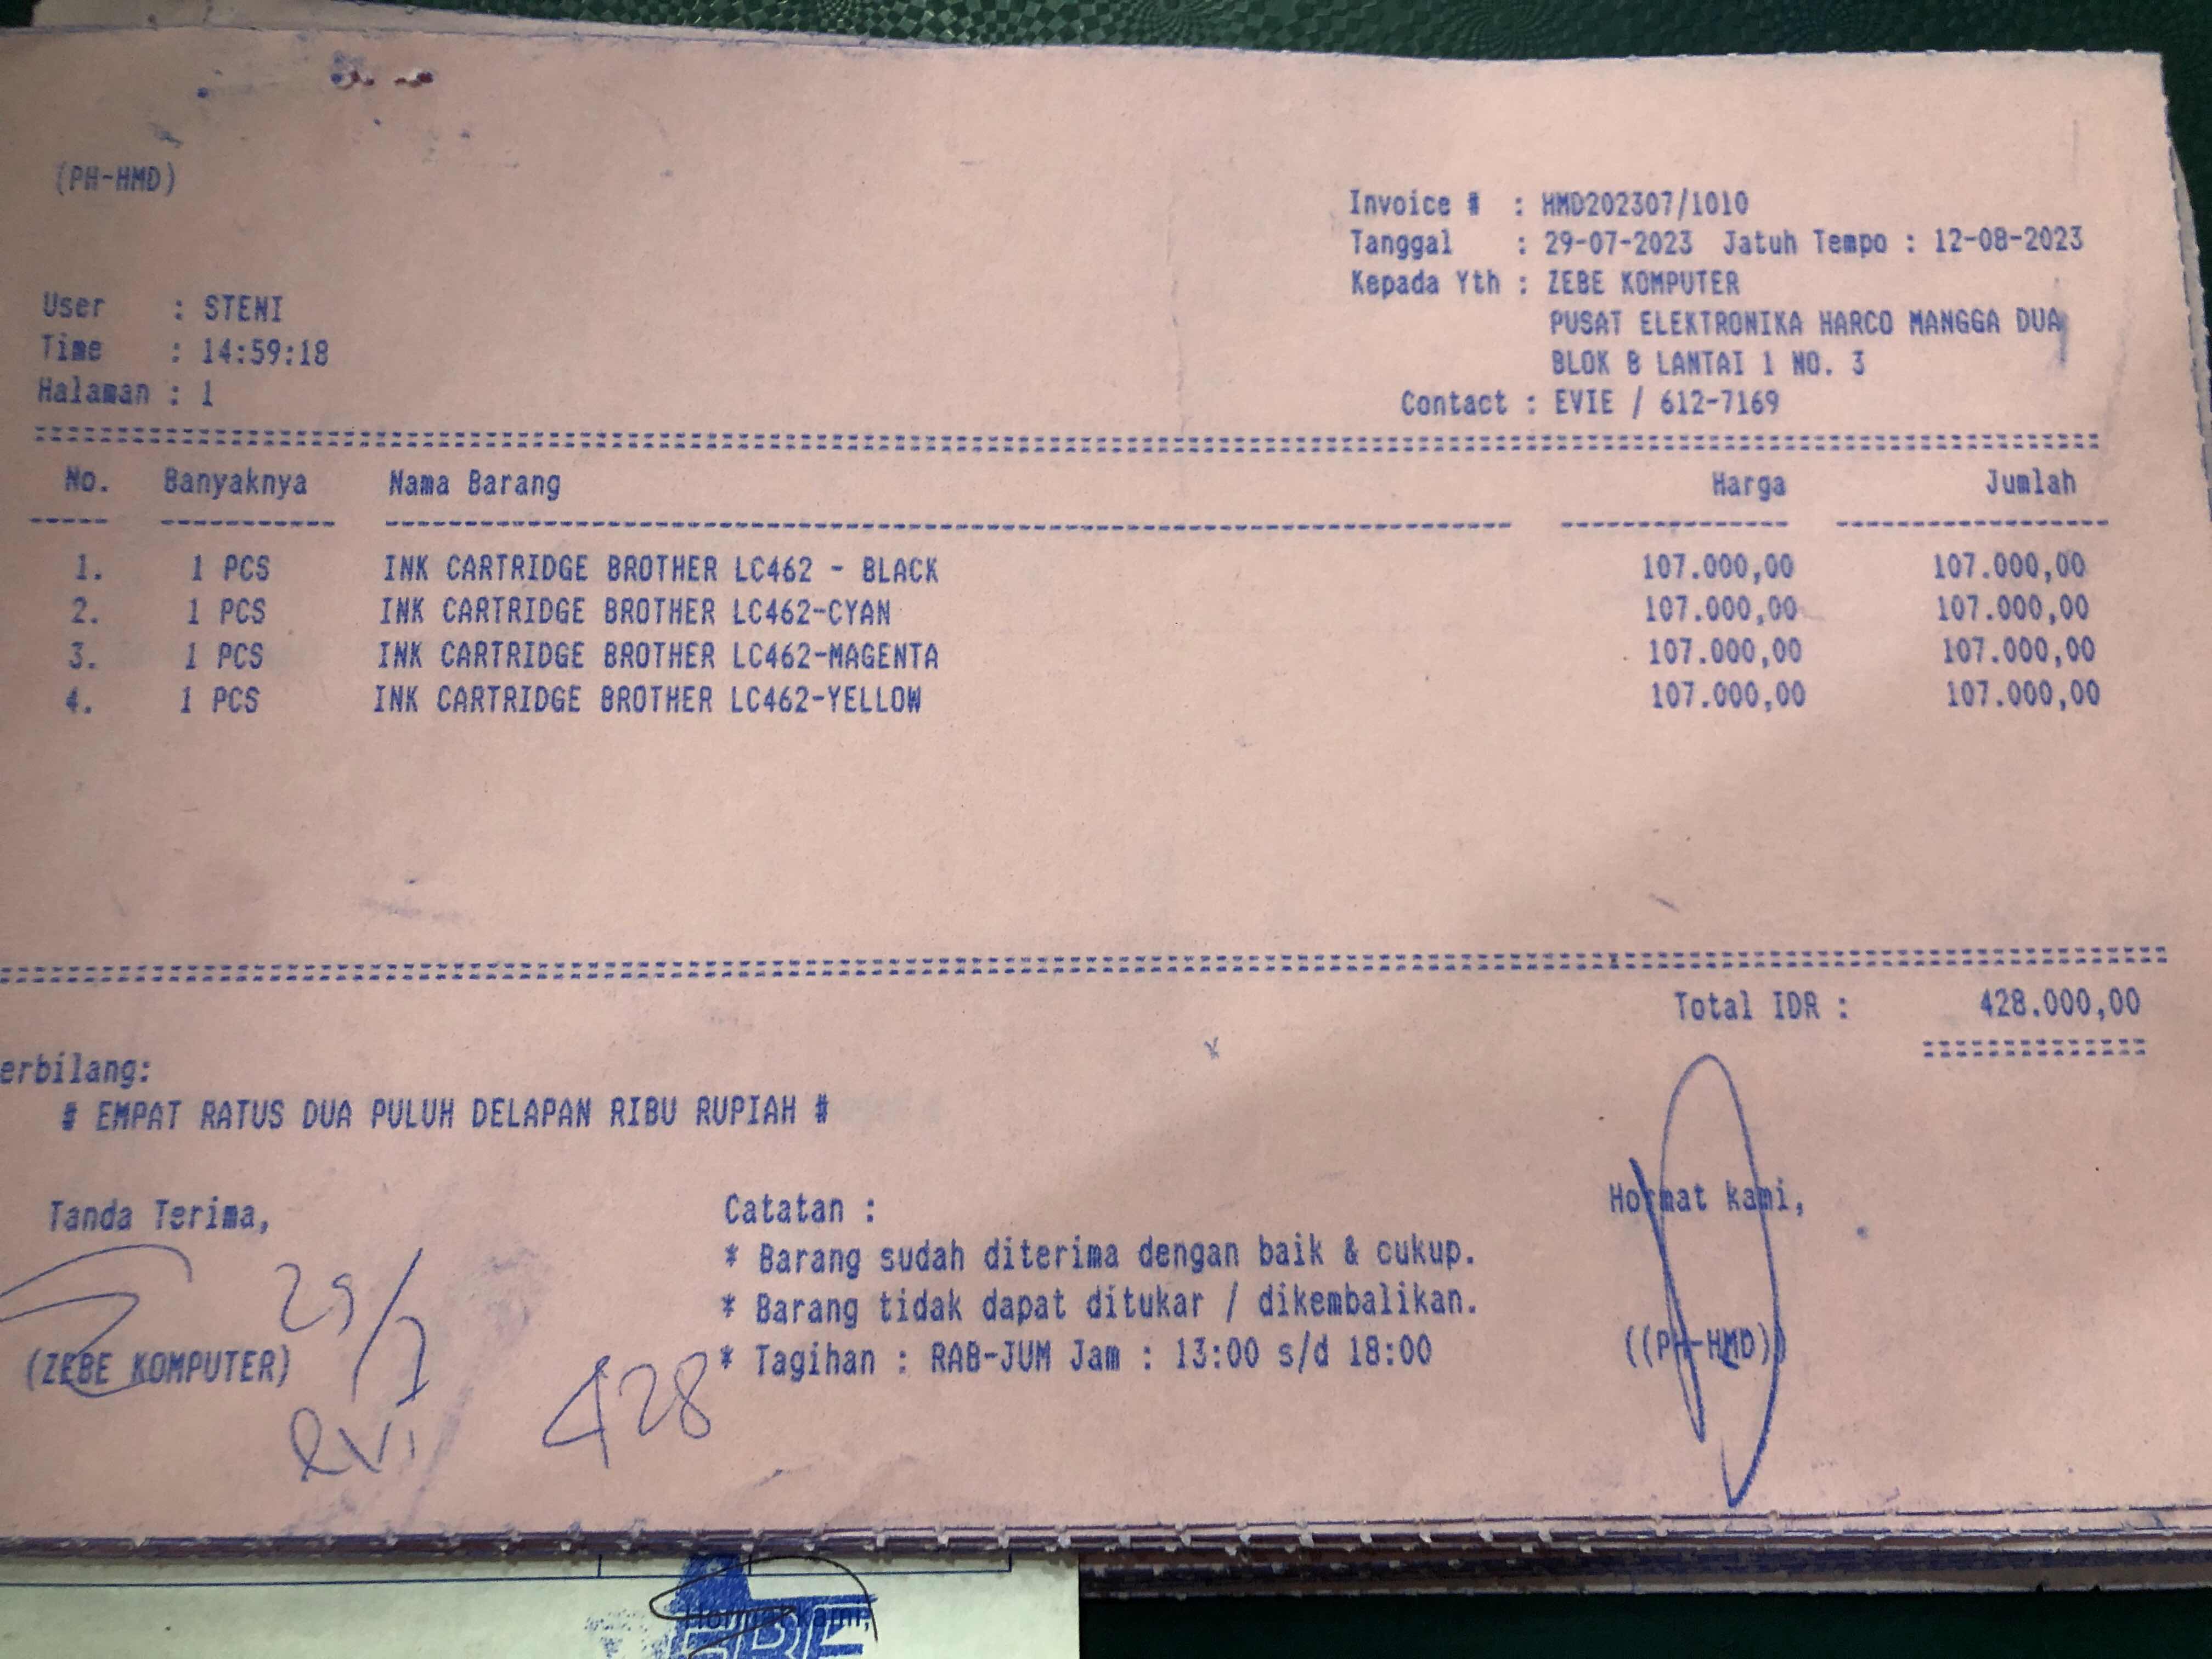 (PH-HMD)
Invoice # : HMD202307/1010
Tanggal : 29-07-2023 Jatuh Tempo : 12-08-2023
Kepada Yth : ZEBE KOMPUTER
PUSAT ELEKTRONIKA HARCO MANGGA DUA
BLOK B LANTAI 1 NO. 3
Contact : EVIE / 612-7169
User : STENI
Time : 14:59:18
Halaman : 1
No. Banyaknya Nama Barang Harga Jumlah
1. 1 PCS INK CARTRIDGE BROTHER LC462 - BLACK 107.000,00 107.000,00
2. 1 PCS INK CARTRIDGE BROTHER LC462-CYAN 107.000,00 107.000,00
3. 1 PCS INK CARTRIDGE BROTHER LC462-MAGENTA 107.000,00 107.000,00
4. 1 PCS INK CARTRIDGE BROTHER LC462-YELLOW 107.000,00 107.000,00
Total IDR : 428.000,00
erbilang:
# EMPAT RATUS DUA PULUH DELAPAN RIBU RUPIAH #
Tanda Terima,
29/7
(ZEBE KOMPUTER)
evi
428
Catatan :
* Barang sudah diterima dengan baik & cukup.
* Barang tidak dapat ditukar / dikembalikan.
* Tagihan : RAB-JUM Jam : 13:00 s/d 18:00
Hormat kami,
((PH-HMD))
Hormat kami,